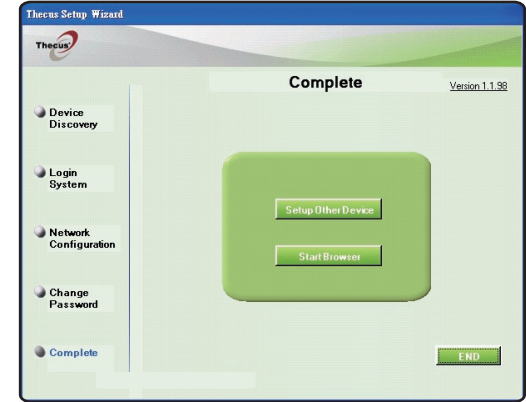 Thecus Setup Wizard
Thecus
Complete
Version 1.1.98
Device
Discovery
Login
System
Network
Configuration
Change
Password
Complete
Setup Other Device
Start Browser
END